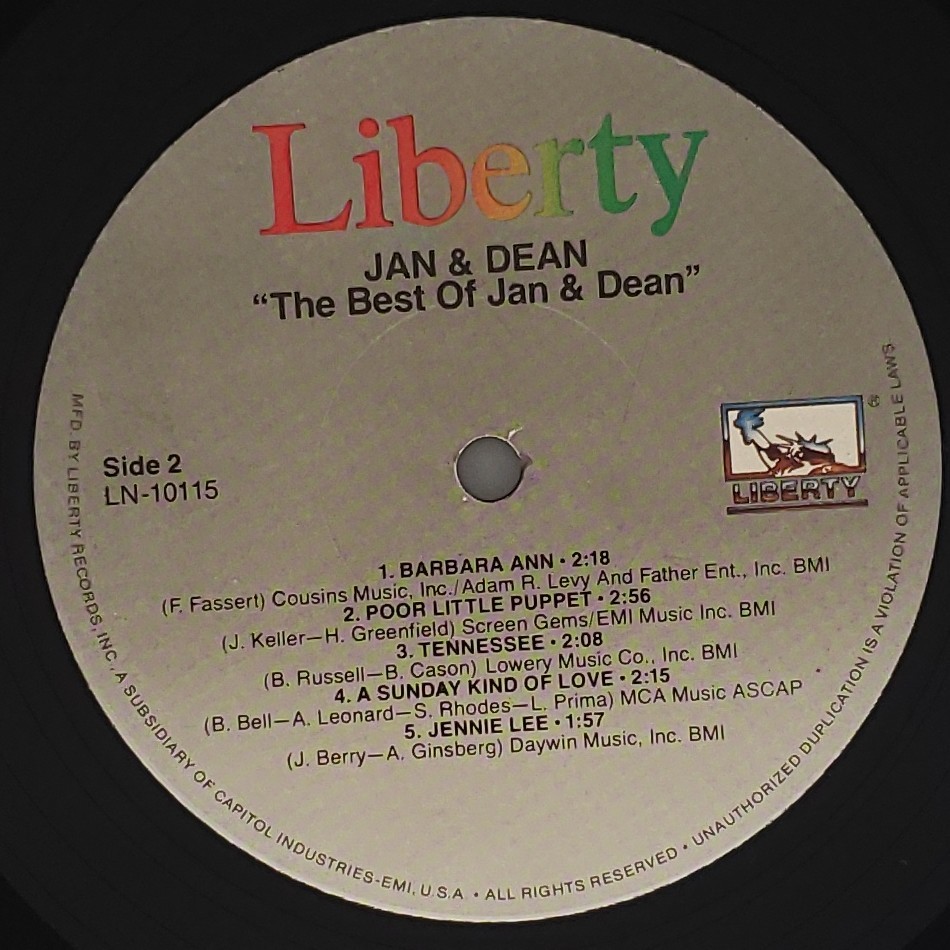 Liberty
JAN & DEAN
“The Best Of Jan & Dean”
Side 2
LN-10115
®
LIBERTY
1. BARBARA ANN • 2:18
(F. Fassert) Cousins Music, Inc./Adam R. Levy And Father Ent., Inc. BMI
2. POOR LITTLE PUPPET • 2:56
(J. Keller—H. Greenfield) Screen Gems/EMI Music Inc. BMI
3. TENNESSEE • 2:08
(B. Russell—B. Cason) Lowery Music Co., Inc. BMI
4. A SUNDAY KIND OF LOVE • 2:15
(B. Bell—A. Leonard—S. Rhodes—L. Prima) MCA Music ASCAP
5. JENNIE LEE • 1:57
(J. Berry—A. Ginsberg) Daywin Music, Inc. BMI
MFD. BY LIBERTY RECORDS, INC., A SUBSIDIARY OF CAPITOL INDUSTRIES-EMI, U.S.A • ALL RIGHTS RESERVED • UNAUTHORIZED DUPLICATION IS A VIOLATION OF APPLICABLE LAWS